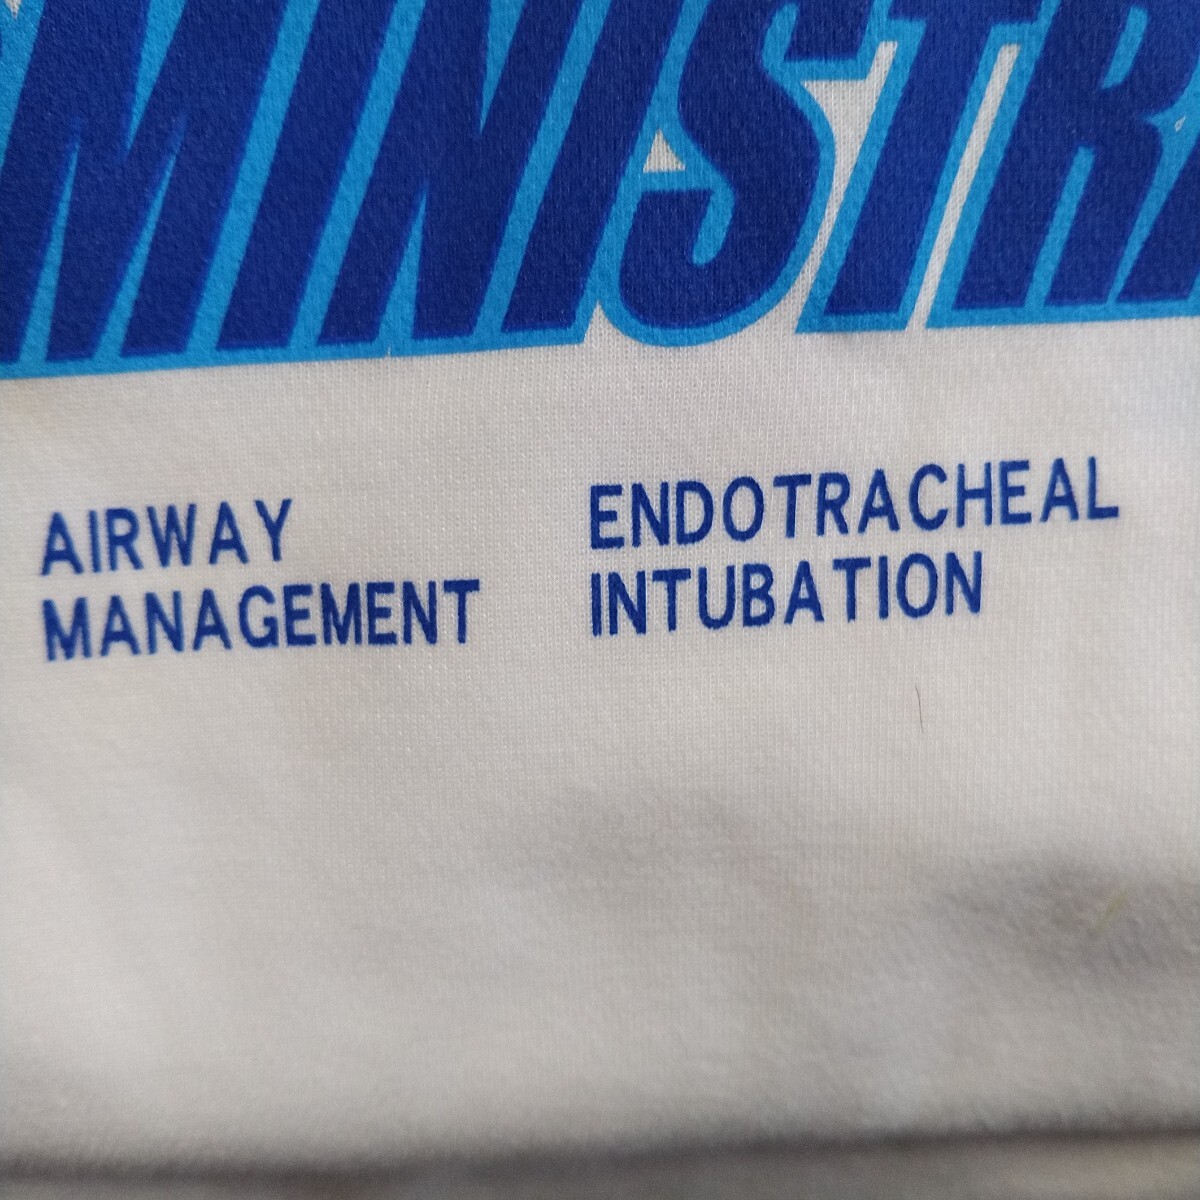 MINISTR
AIRWAY
MANAGEMENT
ENDOTRACHEAL
INTUBATION